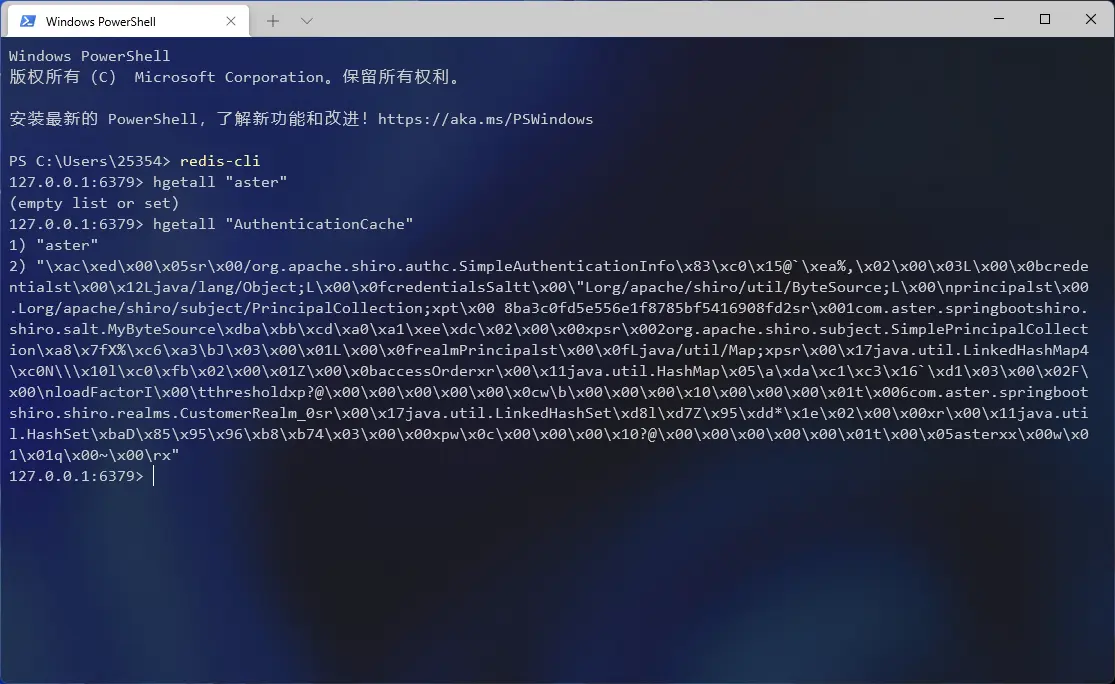 Windows PowerShell
Windows PowerShell
版权所有 (C)  Microsoft Corporation。保留所有权利。
安装最新的 PowerShell，了解新功能和改进！https://aka.ms/PSWindows
PS C:\Users\25354> redis-cli
127.0.0.1:6379> hgetall "aster"
(empty list or set)
127.0.0.1:6379> hgetall "AuthenticationCache"
1) "aster"
2) "\xac\xed\x00\x05sr\x00/org.apache.shiro.authc.SimpleAuthenticationInfo\x83\xc0\x15@`\xea%,\x02\x00\x03L\x00\x0bcrede
ntialst\x00\x12Ljava/lang/Object;L\x00\x0fcredentialsSaltt\x00\"Lorg/apache/shiro/util/ByteSource;L\x00\nprincipalst\x00
.Lorg/apache/shiro/subject/PrincipalCollection;xpt\x00 8ba3c0fd5e556e1f8785bf5416908fd2sr\x001com.aster.springbootshiro.
shiro.salt.MyByteSource\xdba\xbb\xcd\xa0\xa1\xee\xdc\x02\x00\x00xpsr\x002org.apache.shiro.subject.SimplePrincipalCollect
ion\xa8\x7fX%\xc6\xa3\bJ\x03\x00\x01L\x00\x0frealmPrincipalst\x00\x0fLjava/util/Map;xpsr\x00\x17java.util.LinkedHashMap4
\xc0N\\\x10l\xc0\xfb\x02\x00\x01Z\x00\x0baccessOrderxr\x00\x11java.util.HashMap\x05\a\xda\xc1\xc3\x16`\xd1\x03\x00\x02F\
x00\nloadFactorI\x00\tthresholdxp?@\x00\x00\x00\x00\x00\x0cw\b\x00\x00\x00\x10\x00\x00\x00\x01t\x006com.aster.springboot
shiro.shiro.realms.CustomerRealm_0sr\x00\x17java.util.LinkedHashSet\xd8l\xd7Z\x95\xdd*\x1e\x02\x00\x00xr\x00\x11java.uti
l.HashSet\xbaD\x85\x95\x96\xb8\xb74\x03\x00\x00xpw\x0c\x00\x00\x00\x10?@\x00\x00\x00\x00\x00\x01t\x00\x05asterxx\x00w\x0
1\x01q\x00~\x00\rx"
127.0.0.1:6379>